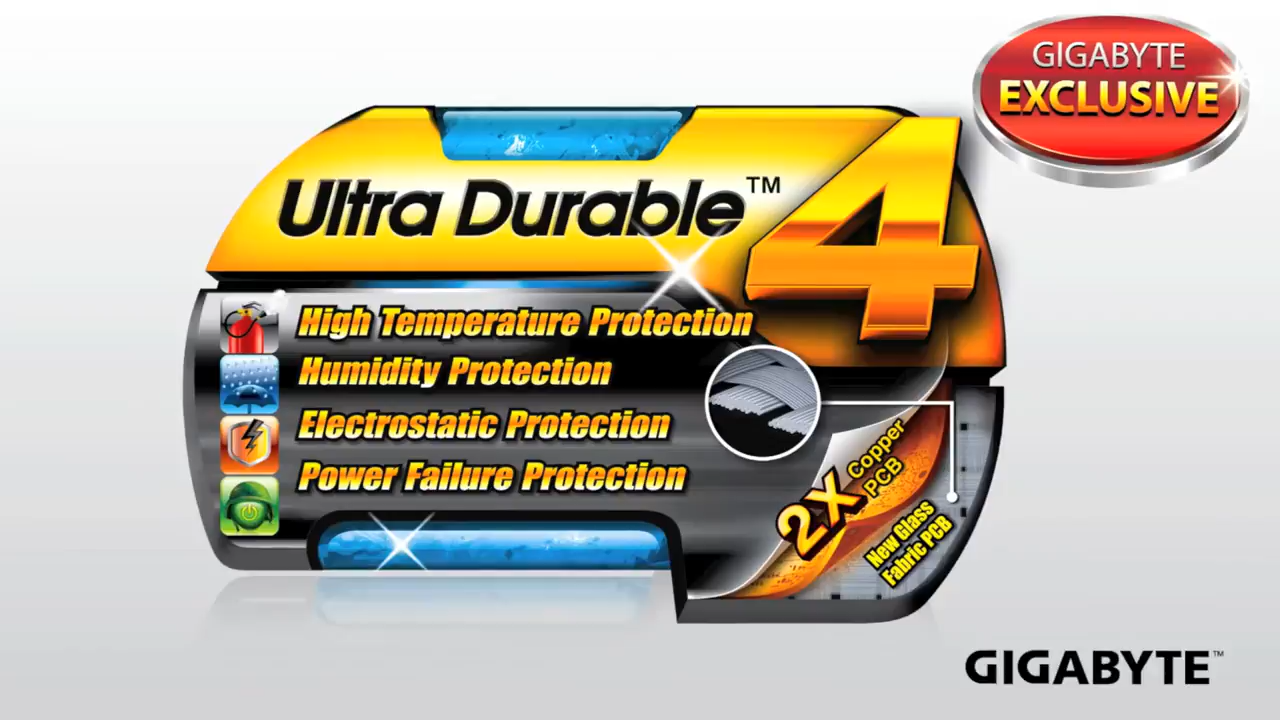 GIGABYTE
EXCLUSIVE
Ultra Durable™ 4
High Temperature Protection
Humidity Protection
Electrostatic Protection
Power Failure Protection
2X Copper
PCB
New Glass
Fabric PCB
GIGABYTE™